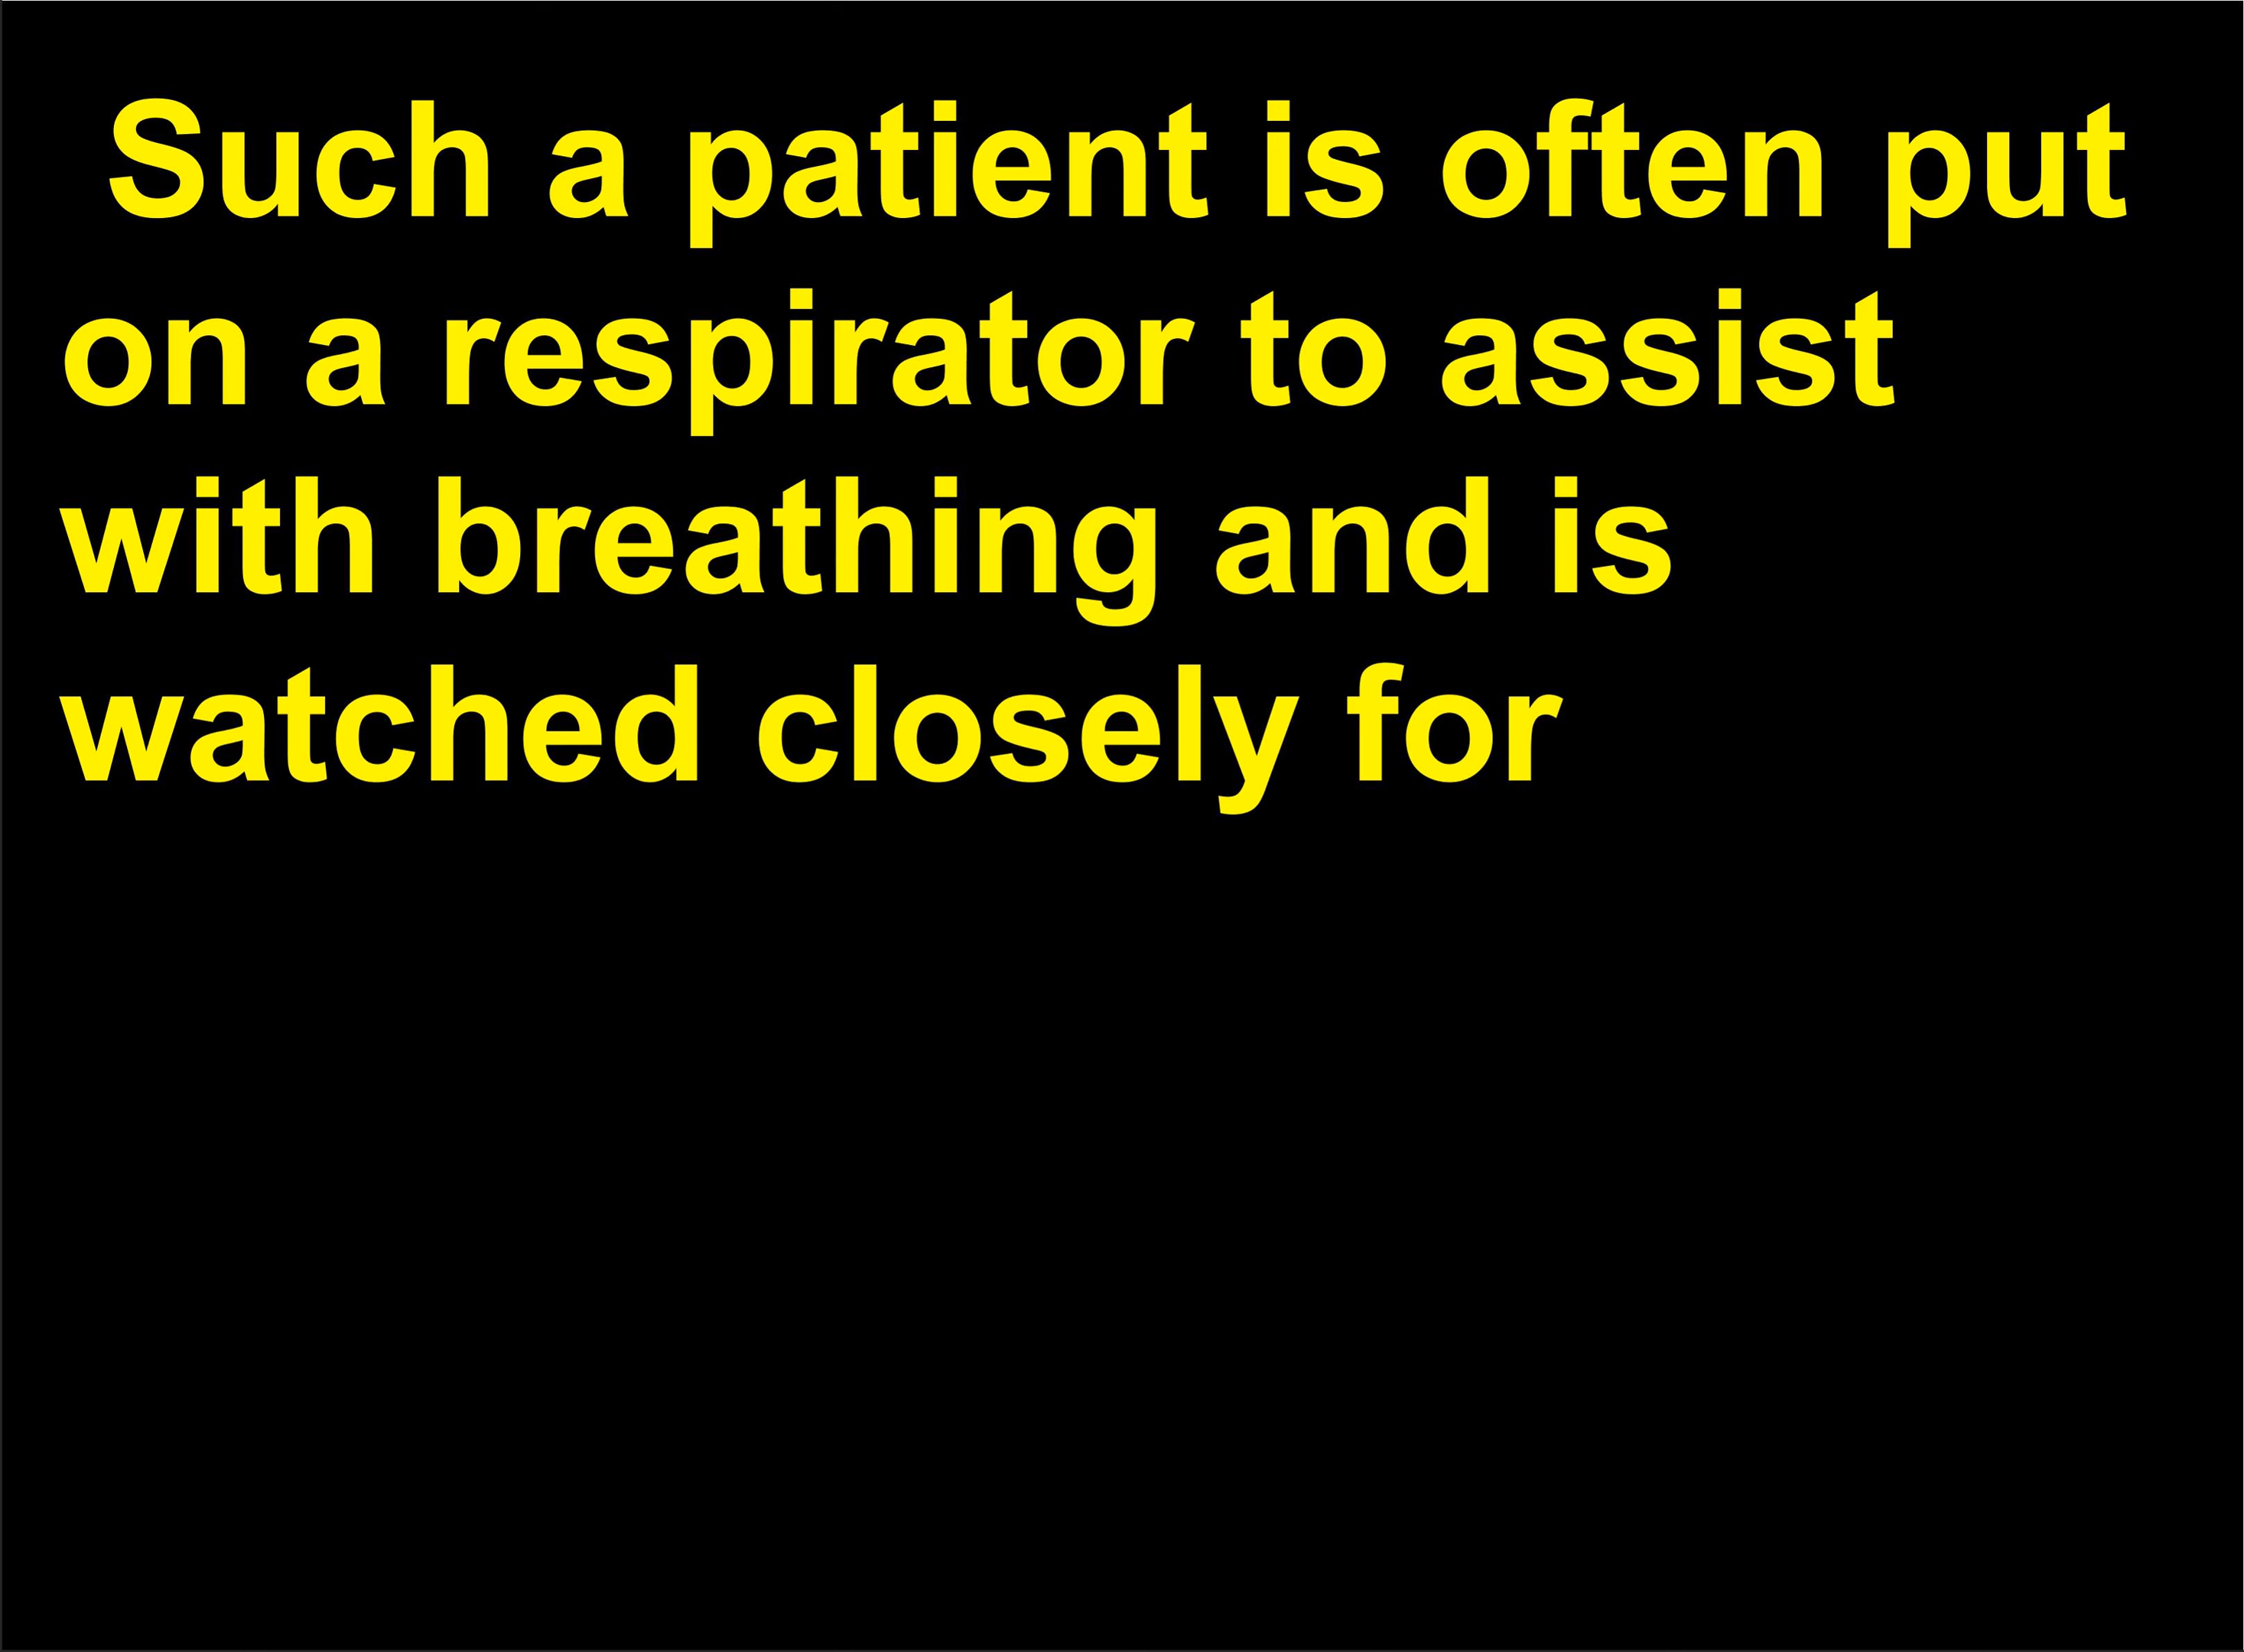 Such a patient is often put
on a respirator to assist
with breathing and is
watched closely for